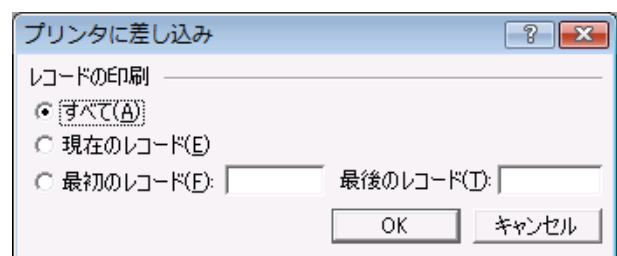 プリンタに差し込み
レコードの印刷
すべて(A)
現在のレコード(E)
最初のレコード(F): 最後のレコード(T):
OK キャンセル